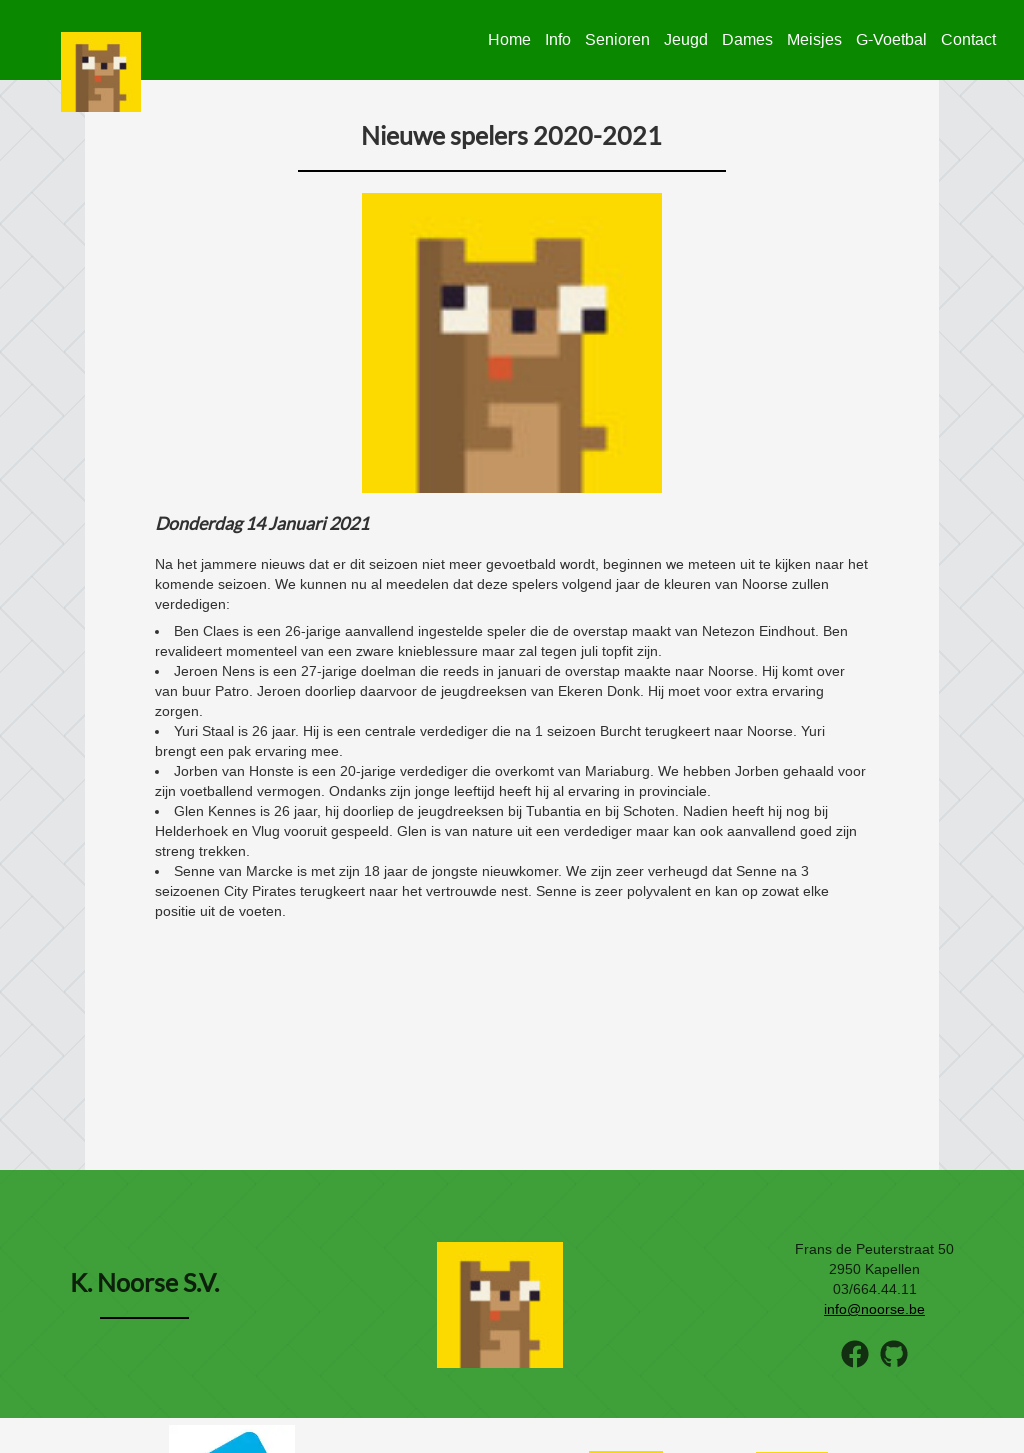 Home Info Senioren Jeugd Dames Meisjes G-Voetbal Contact
Nieuwe spelers 2020-2021
Donderdag 14 Januari 2021
Na het jammere nieuws dat er dit seizoen niet meer gevoetbald wordt, beginnen we meteen uit te kijken naar het
komende seizoen. We kunnen nu al meedelen dat deze spelers volgend jaar de kleuren van Noorse zullen
verdedigen:
• Ben Claes is een 26-jarige aanvallend ingestelde speler die de overstap maakt van Netezon Eindhout. Ben
revalideert momenteel van een zware knieblessure maar zal tegen juli topfit zijn.
• Jeroen Nens is een 27-jarige doelman die reeds in januari de overstap maakte naar Noorse. Hij komt over
van buur Patro. Jeroen doorliep daarvoor de jeugdreeksen van Ekeren Donk. Hij moet voor extra ervaring
zorgen.
• Yuri Staal is 26 jaar. Hij is een centrale verdediger die na 1 seizoen Burcht terugkeert naar Noorse. Yuri
brengt een pak ervaring mee.
• Jorben van Honste is een 20-jarige verdediger die overkomt van Mariaburg. We hebben Jorben gehaald voor
zijn voetballend vermogen. Ondanks zijn jonge leeftijd heeft hij al ervaring in provinciale.
• Glen Kennes is 26 jaar, hij doorliep de jeugdreeksen bij Tubantia en bij Schoten. Nadien heeft hij nog bij
Helderhoek en Vlug vooruit gespeeld. Glen is van nature uit een verdediger maar kan ook aanvallend goed zijn
streng trekken.
• Senne van Marcke is met zijn 18 jaar de jongste nieuwkomer. We zijn zeer verheugd dat Senne na 3
seizoenen City Pirates terugkeert naar het vertrouwde nest. Senne is zeer polyvalent en kan op zowat elke
positie uit de voeten.
K. Noorse S.V.
Frans de Peuterstraat 50
2950 Kapellen
03/664.44.11
info@noorse.be